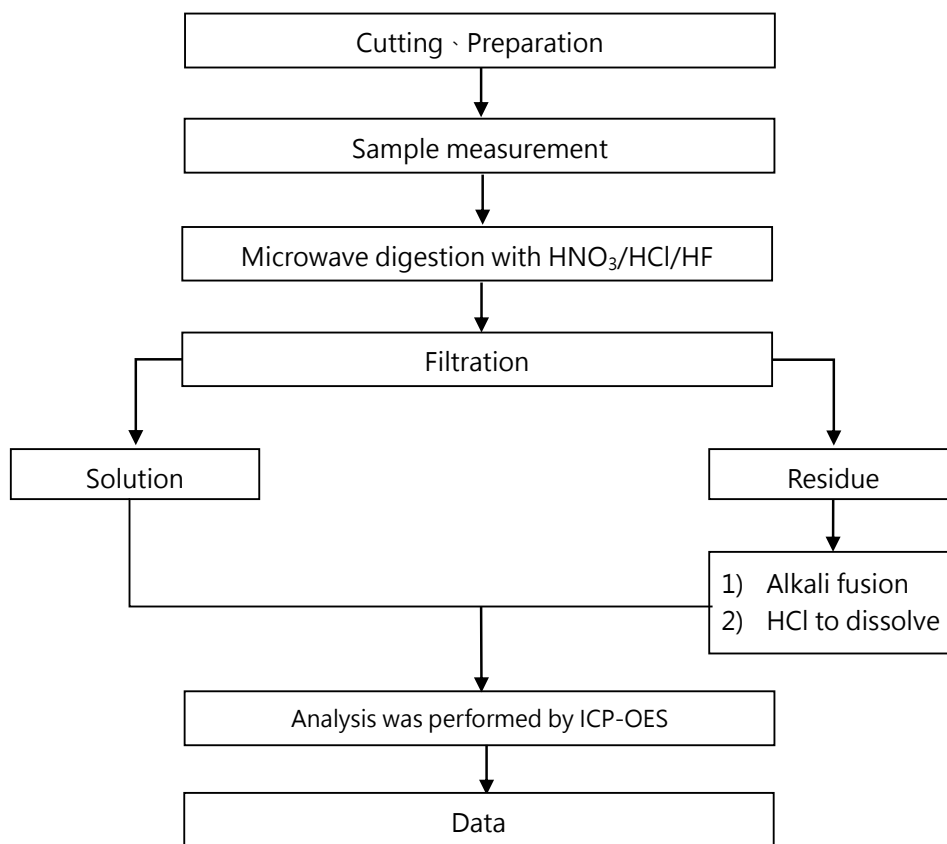 Cutting、Preparation
Sample measurement
Microwave digestion with HNO₃/HCl/HF
Filtration
Solution
Residue
1) Alkali fusion
2) HCl to dissolve
Analysis was performed by ICP-OES
Data